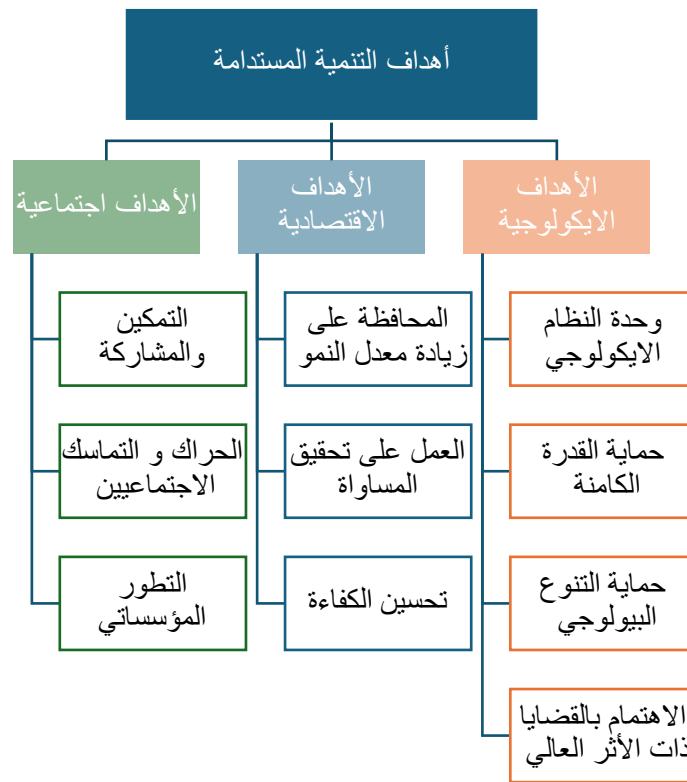 أهداف التنمية المستدامة
الأهداف
الايكولوجية
وحدة النظام
الايكولوجي
حماية القدرة
الكامنة
حماية التنوع
البيولوجي
الاهتمام بالقضايا
ذات الأثر العالي
الأهداف
الاقتصادية
المحافظة على
زيادة معدل النمو
العمل على تحقيق
المساواة
تحسين الكفاءة
الأهداف اجتماعية
التمكين
والمشاركة
الحراك و التماسك
الاجتماعيين
التطور
المؤسساتي